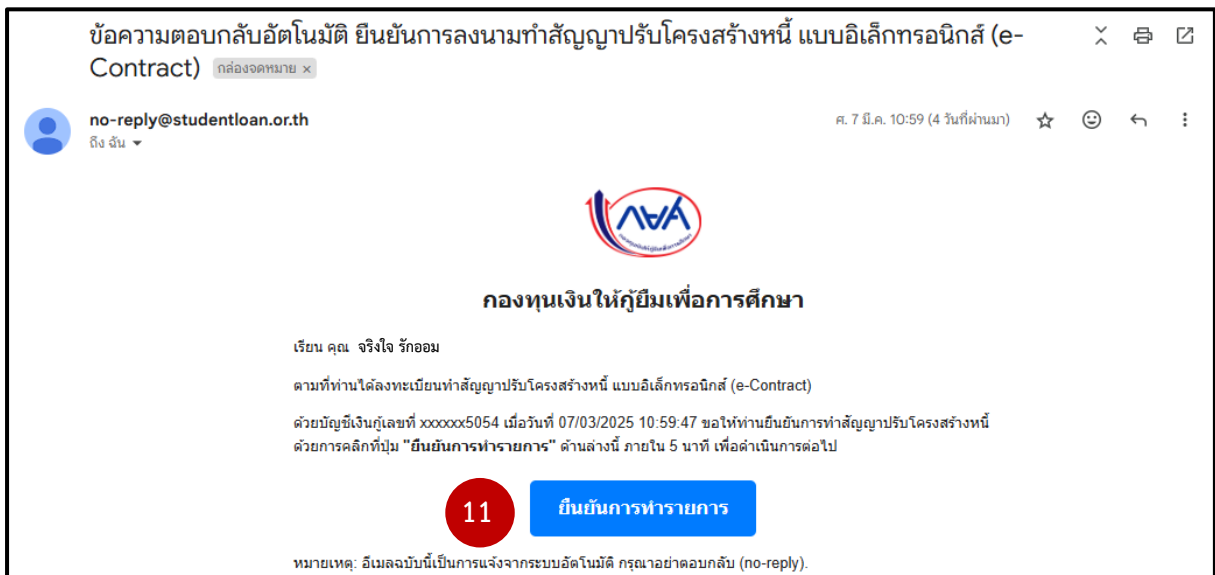 ข้อความตอบกลับอัตโนมัติ ยืนยันการลงนามทำสัญญาปรับโครงสร้างหนี้ แบบอิเล็กทรอนิกส์ (e-
Contract) กล่องจดหมาย ×
no-reply@studentloan.or.th ศ. 7 มี.ค. 10:59 (4 วันที่ผ่านมา)
ถึง ฉัน
กยศ
กองทุนเงินให้กู้ยืมเพื่อการศึกษา
เรียน คุณ จริงใจ รักออม
ตามที่ท่านได้ลงทะเบียนทำสัญญาปรับโครงสร้างหนี้ แบบอิเล็กทรอนิกส์ (e-Contract)
ด้วยบัญชีเงินกู้เลขที่ xxxxxx5054 เมื่อวันที่ 07/03/2025 10:59:47 ขอให้ท่านยืนยันการทำสัญญาปรับโครงสร้างหนี้
ด้วยการคลิกที่ปุ่ม "ยืนยันการทำรายการ" ด้านล่างนี้ ภายใน 5 นาที เพื่อดำเนินการต่อไป
11 ยืนยันการทำรายการ
หมายเหตุ: อีเมลฉบับนี้เป็นการแจ้งจากระบบอัตโนมัติ กรุณาอย่าตอบกลับ (no-reply).